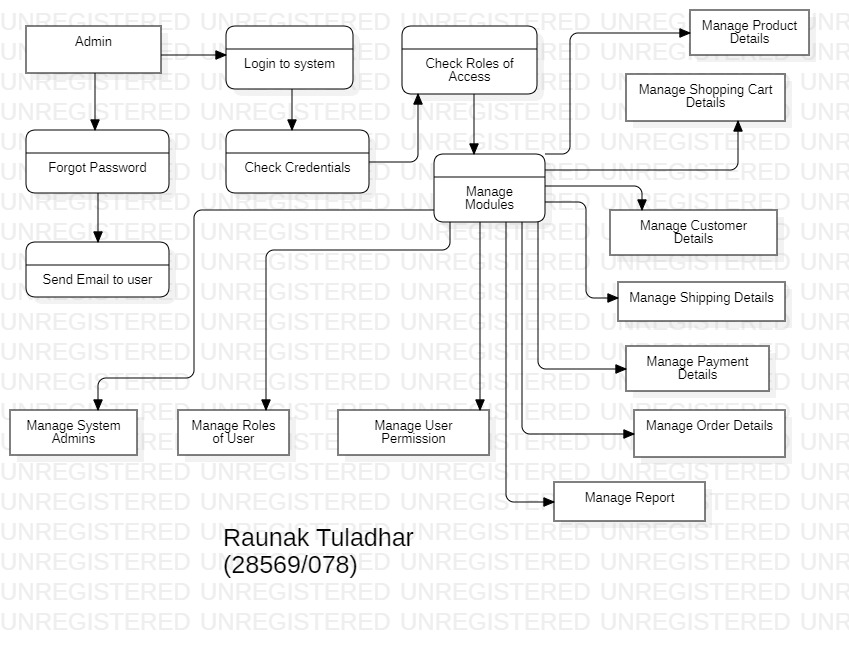 Admin
Login to system
Check Roles of
Access
Manage Product
Details
Manage Shopping Cart
Details
Forgot Password
Check Credentials
Manage
Modules
Manage Customer
Details
Send Email to user
Manage Shipping Details
Manage Payment
Details
Manage System
Admins
Manage Roles
of User
Manage User
Permission
Manage Order Details
Manage Report
Raunak Tuladhar
(28569/078)
UNREGISTERED